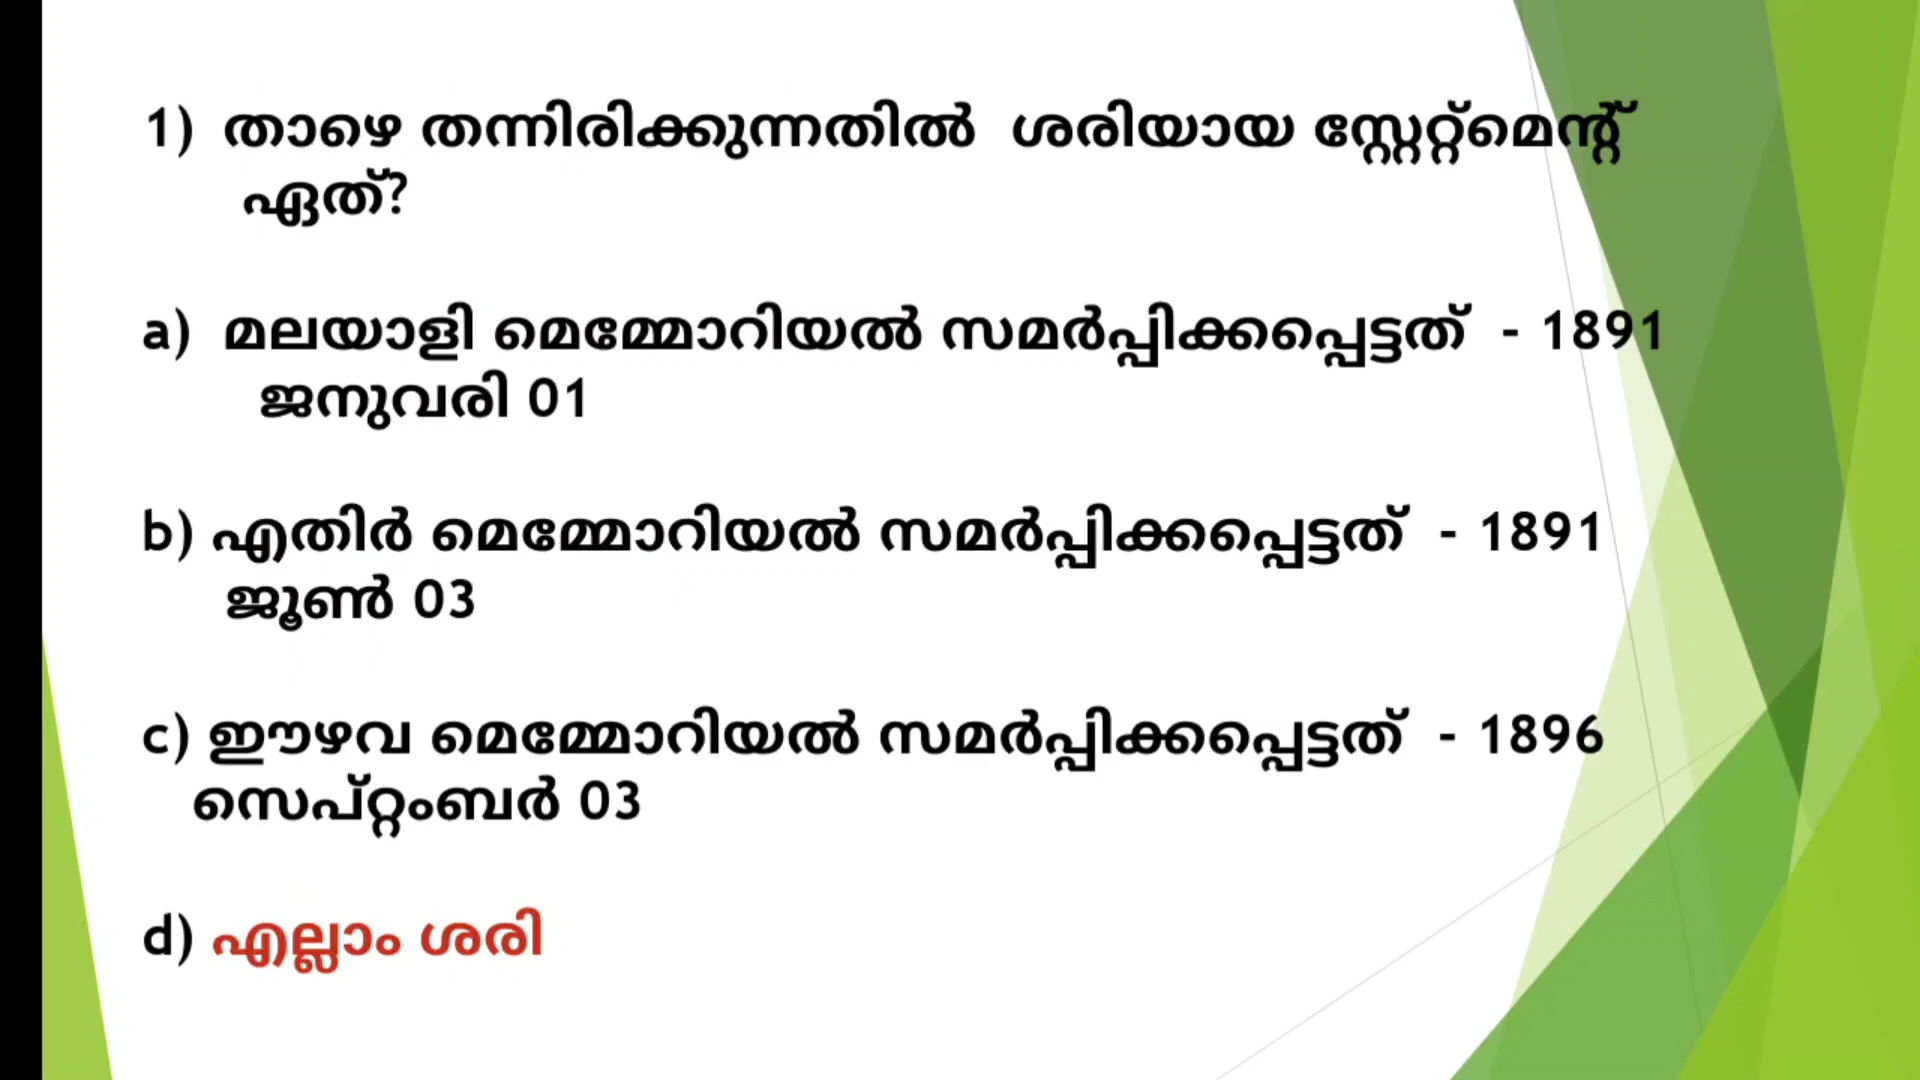 1) താഴെ തന്നിരിക്കുന്നതിൽ ശരിയായ സ്റ്റേറ്റ്മെന്റ്
ഏത്?
a) മലയാളി മെമ്മോറിയൽ സമർപ്പിക്കപ്പെട്ടത് - 1891
ജനുവരി 01
b) എതിർ മെമ്മോറിയൽ സമർപ്പിക്കപ്പെട്ടത് - 1891
ജൂൺ 03
c) ഈഴവ മെമ്മോറിയൽ സമർപ്പിക്കപ്പെട്ടത് - 1896
സെപ്റ്റംബർ 03
d) എല്ലാം ശരി